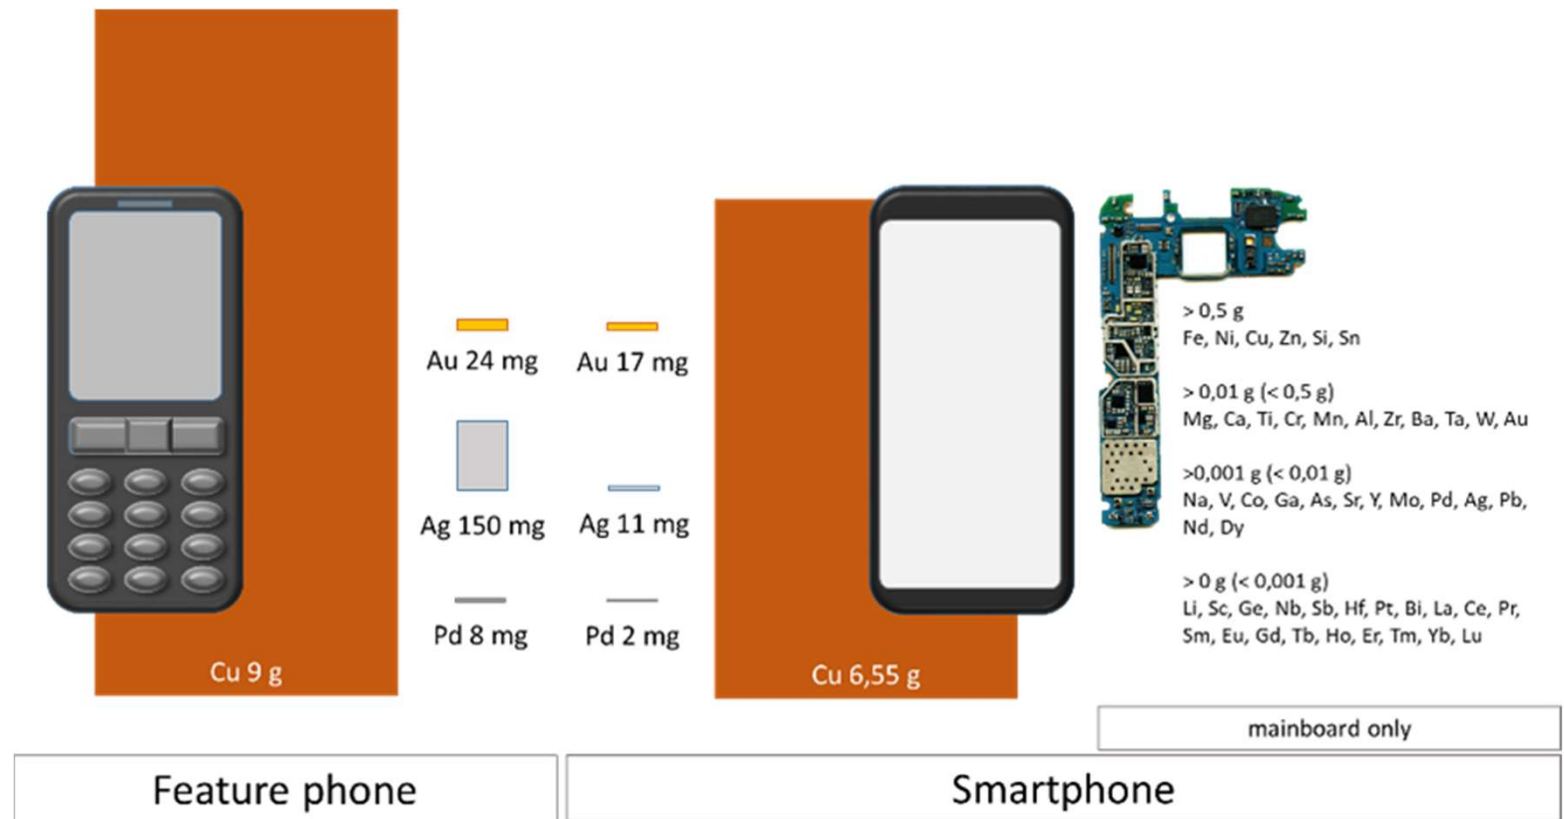 Cu 9 g
Au 24 mg
Ag 150 mg
Pd 8 mg
Au 17 mg
Ag 11 mg
Pd 2 mg
Cu 6,55 g
> 0,5 g
Fe, Ni, Cu, Zn, Si, Sn
> 0,01 g (< 0,5 g)
Mg, Ca, Ti, Cr, Mn, Al, Zr, Ba, Ta, W, Au
>0,001 g (< 0,01 g)
Na, V, Co, Ga, As, Sr, Y, Mo, Pd, Ag, Pb,
Nd, Dy
> 0 g (< 0,001 g)
Li, Sc, Ge, Nb, Sb, Hf, Pt, Bi, La, Ce, Pr,
Sm, Eu, Gd, Tb, Ho, Er, Tm, Yb, Lu
mainboard only
Feature phone
Smartphone